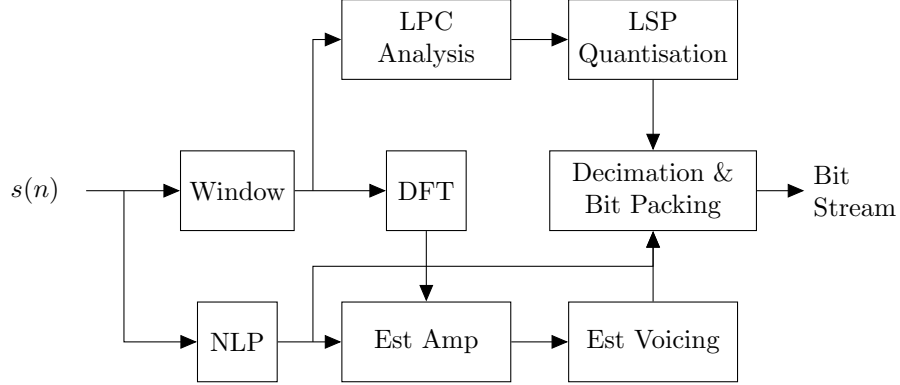 LPC
Analysis
LSP
Quantisation
s(n)
Window
DFT
Decimation &
Bit Packing
Bit
Stream
NLP
Est Amp
Est Voicing